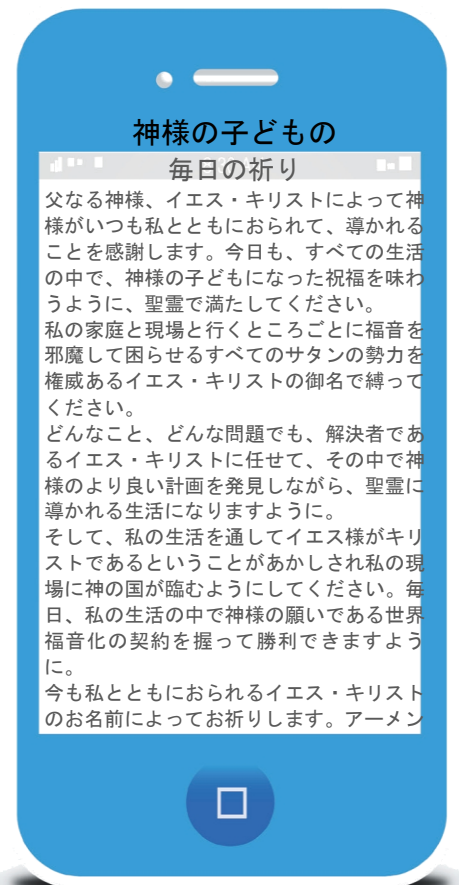 神様の子どもの
毎日の祈り
父なる神様、イエス・キリストによって神
様がいつも私とともにおられて、導かれる
ことを感謝します。今日も、すべての生活
の中で、神様の子どもになった祝福を味わ
うように、聖霊で満たしてください。
私の家庭と現場と行くところごとに福音を
邪魔して困らせるすべてのサタンの勢力を
権威あるイエス・キリストの御名で縛って
ください。
どんなこと、どんな問題でも、解決者であ
るイエス・キリストに任せて、その中で神
様のより良い計画を発見しながら、聖霊に
導かれる生活になりますように。
そして、私の生活を通してイエス様がキリ
ストであるということがあかしされ私の現
場に神の国が臨むようにしてください。毎
日、私の生活の中で神様の願いである世界
福音化の契約を握って勝利できますよう
に。
今も私とともにおられるイエス・キリスト
のお名前によってお祈りします。アーメン